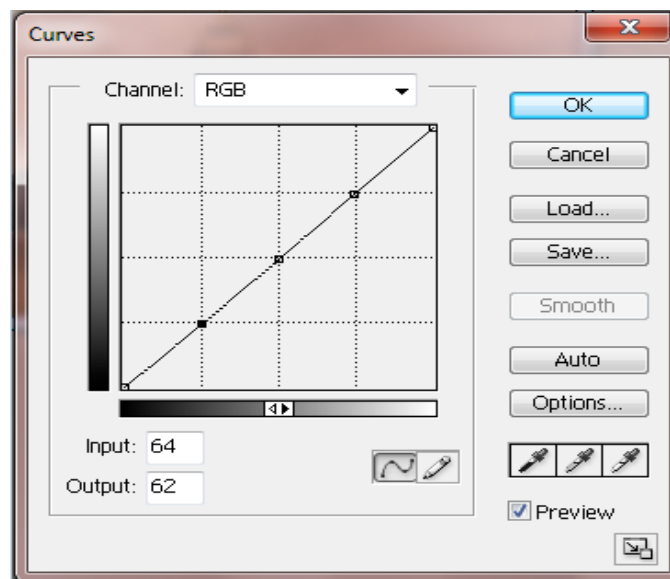 Curves
Channel: RGB
OK
Cancel
Load...
Save...
Smooth
Auto
Options...
Input: 64
Output: 62
Preview